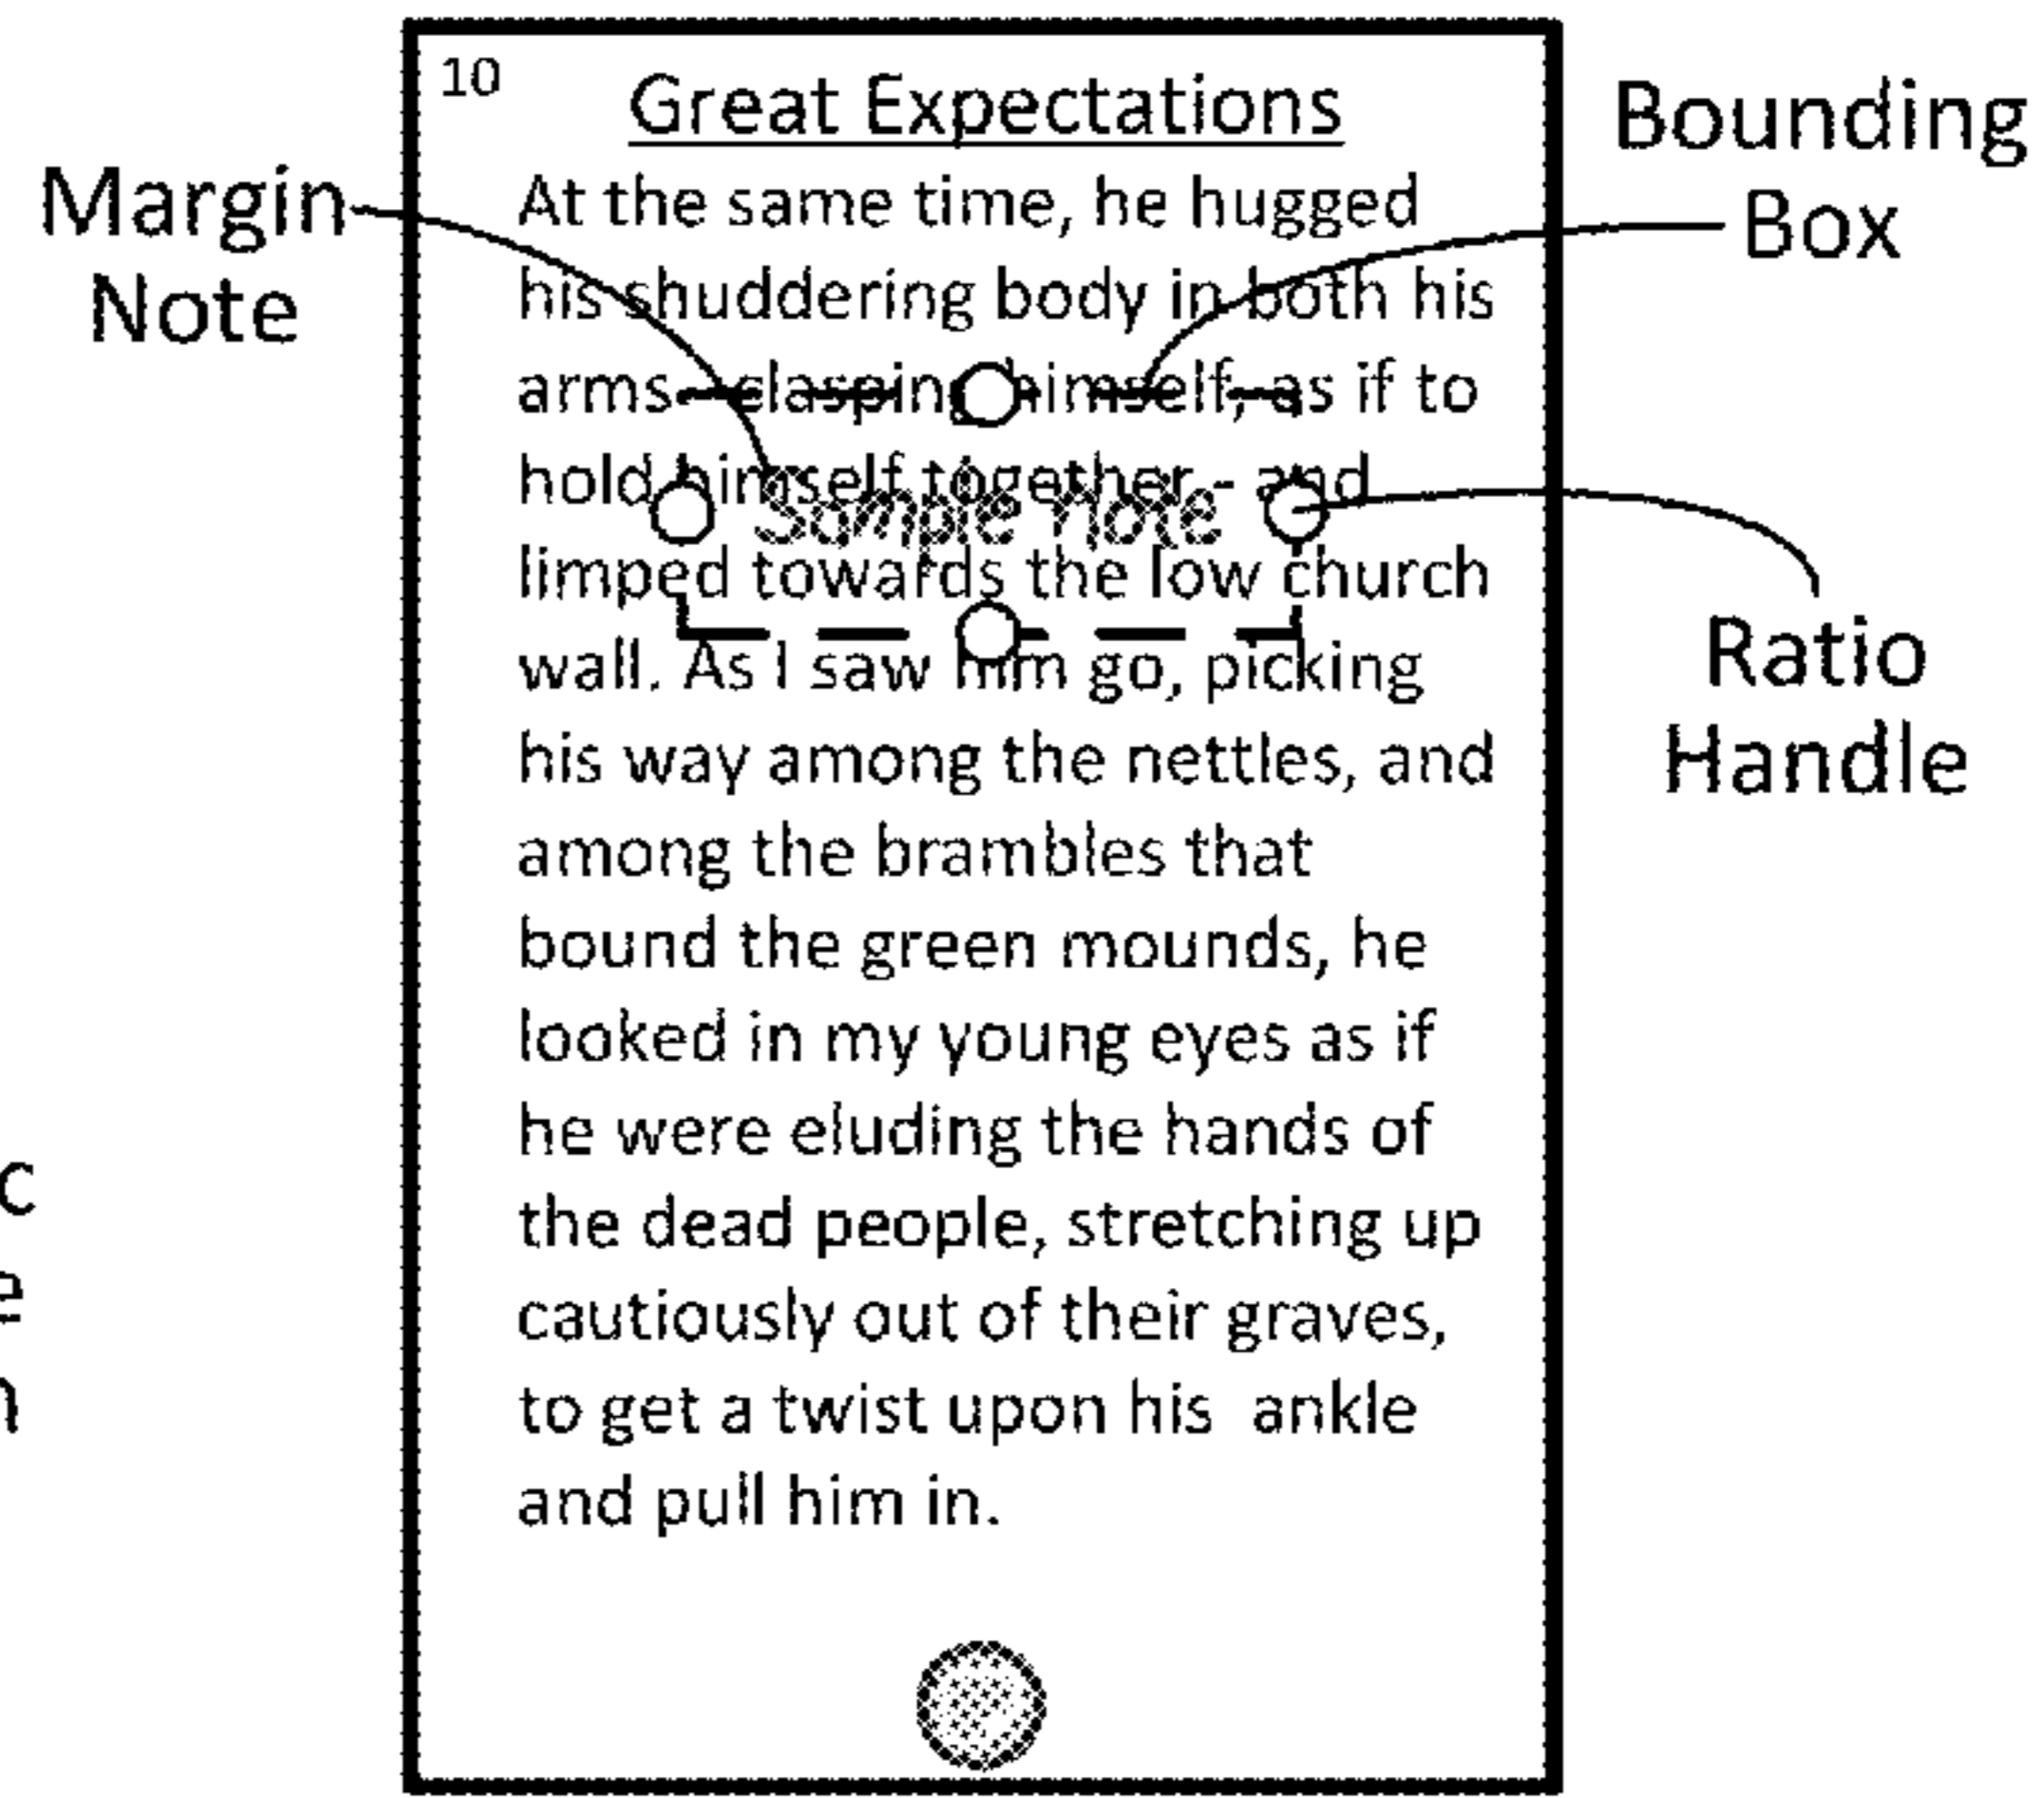 10
Great Expectations
Margin
Note
Bounding
Box
At the same time, he hugged
his shuddering body in both his
arms - clasping himself, as if to
hold himself together - and
Sample Note
limped towards the low church
wall. As I saw him go, picking
his way among the nettles, and
among the brambles that
bound the green mounds, he
looked in my young eyes as if
he were eluding the hands of
the dead people, stretching up
cautiously out of their graves,
to get a twist upon his ankle
and pull him in.
Ratio
Handle
c
e